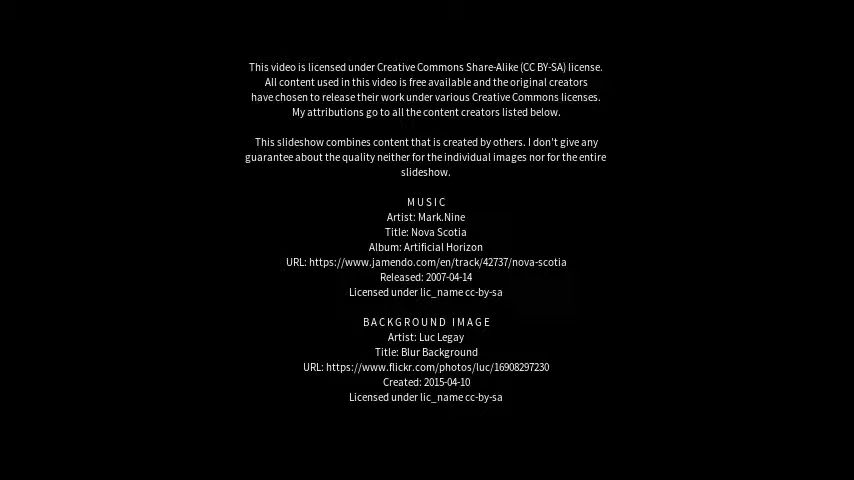 This video is licensed under Creative Commons Share-Alike (CC BY-SA) license.
All content used in this video is free available and the original creators
have chosen to release their work under various Creative Commons licenses.
My attributions go to all the content creators listed below.
This slideshow combines content that is created by others. I don't give any
guarantee about the quality neither for the individual images nor for the entire
slideshow.
MUSIC
Artist: Mark.Nine
Title: Nova Scotia
Album: Artificial Horizon
URL: https://www.jamendo.com/en/track/42737/nova-scotia
Released: 2007-04-14
Licensed under lic_name cc-by-sa
BACKGROUND IMAGE
Artist: Luc Legay
Title: Blur Background
URL: https://www.flickr.com/photos/luc/16908297230
Created: 2015-04-10
Licensed under lic_name cc-by-sa